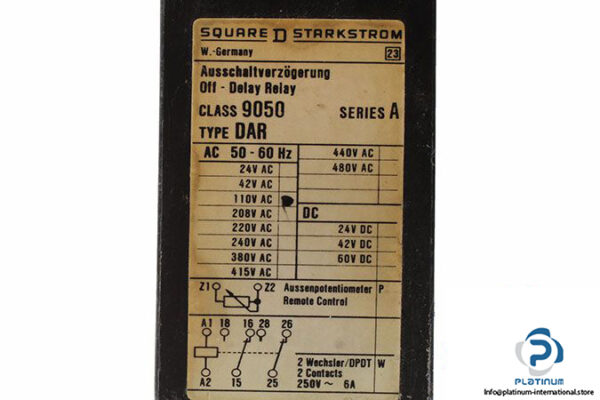 SQUARE D STARKSTROM
W.-Germany 23
Ausschaltverzögerung
Off - Delay Relay
CLASS 9050 SERIES A
TYPE DAR
AC 50 - 60 Hz
24V AC
42V AC
110V AC
208V AC
220V AC
240V AC
380V AC
415V AC
440V AC
480V AC
DC
24V DC
42V DC
60V DC
Z1 Z2 Aussenpotentiometer P
Remote Control
A1 18 16 28 26
A2 15 25
2 Wechsler/DPDT W
2 Contacts
250V ~ 6A
PLATINUM
platinum-international.store